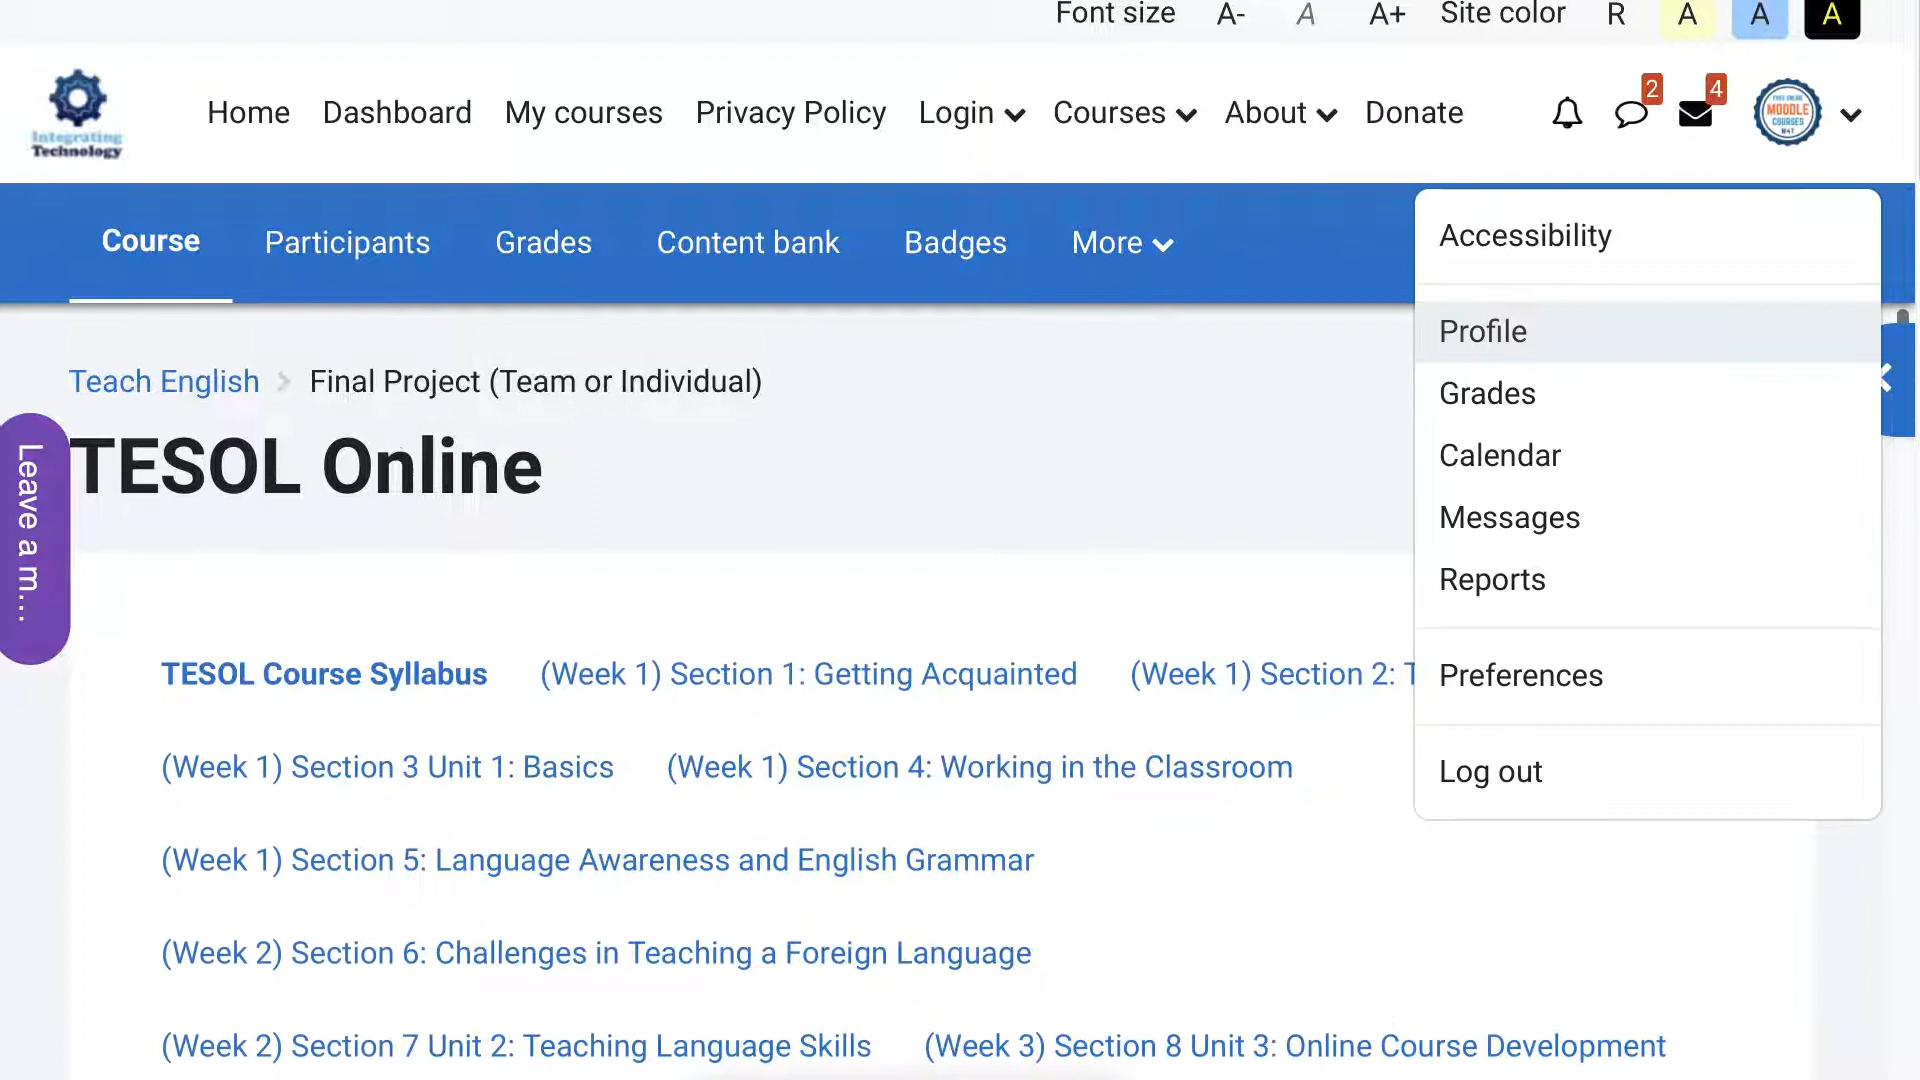 Font size A- A A+ Site color R A A A
Integrating
Technology
Home Dashboard My courses Privacy Policy Login Courses About Donate
2 4
FREE ONLINE
MOODLE
COURSES
Course Participants Grades Content bank Badges More
Accessibility
Profile
Grades
Calendar
Messages
Reports
Preferences
Log out
Teach English Final Project (Team or Individual)
TESOL Online
Leave a m...
TESOL Course Syllabus (Week 1) Section 1: Getting Acquainted (Week 1) Section 2: T
(Week 1) Section 3 Unit 1: Basics (Week 1) Section 4: Working in the Classroom
(Week 1) Section 5: Language Awareness and English Grammar
(Week 2) Section 6: Challenges in Teaching a Foreign Language
(Week 2) Section 7 Unit 2: Teaching Language Skills (Week 3) Section 8 Unit 3: Online Course Development